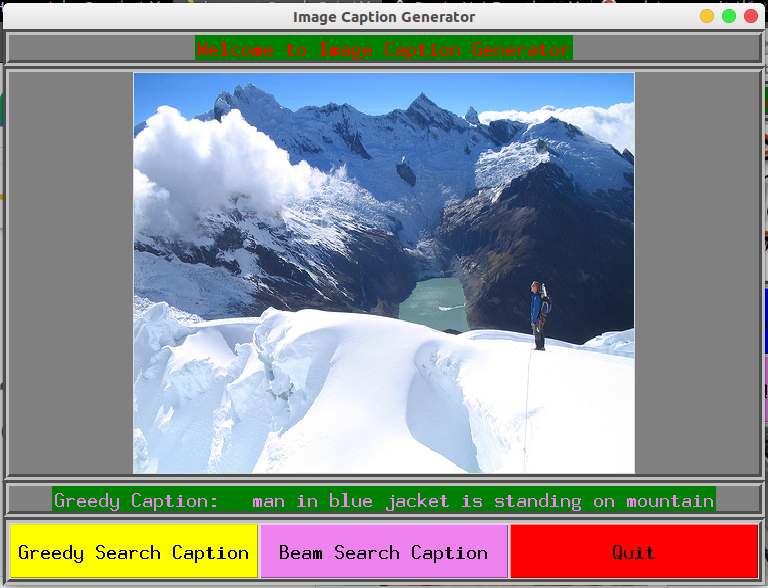 Image Caption Generator
Welcome to Image Caption Generator
Greedy Caption: man in blue jacket is standing on mountain
Greedy Search Caption
Beam Search Caption
Quit